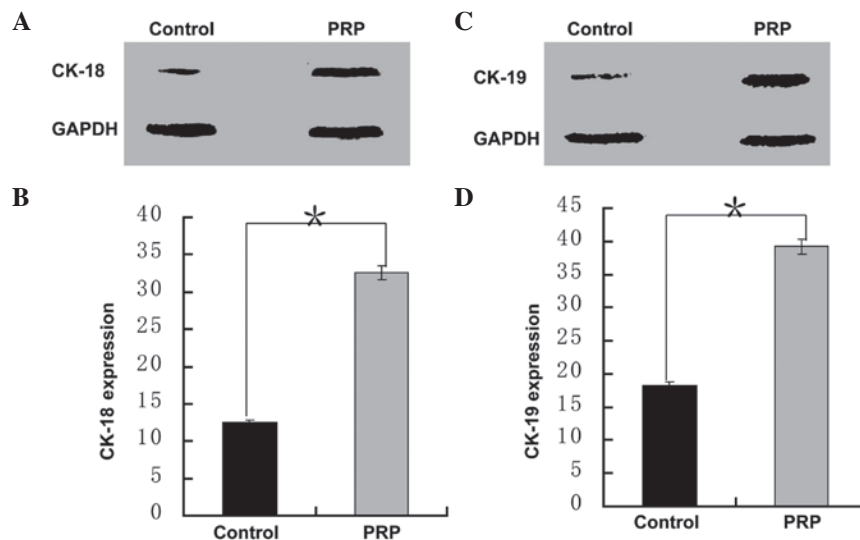 A
Control PRP
CK-18
GAPDH
C
Control PRP
CK-19
GAPDH
B
CK-18 expression
40
35
30
25
20
15
10
5
0
*
Control PRP
D
CK-19 expression
45
40
35
30
25
20
15
10
5
0
*
Control PRP